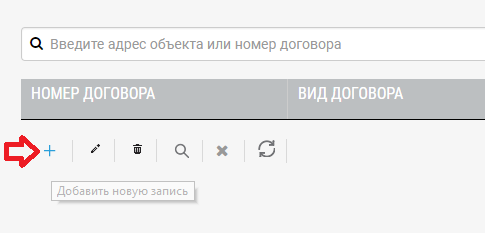 Введите адрес объекта или номер договора
НОМЕР ДОГОВОРА
ВИД ДОГОВОРА
Добавить новую запись